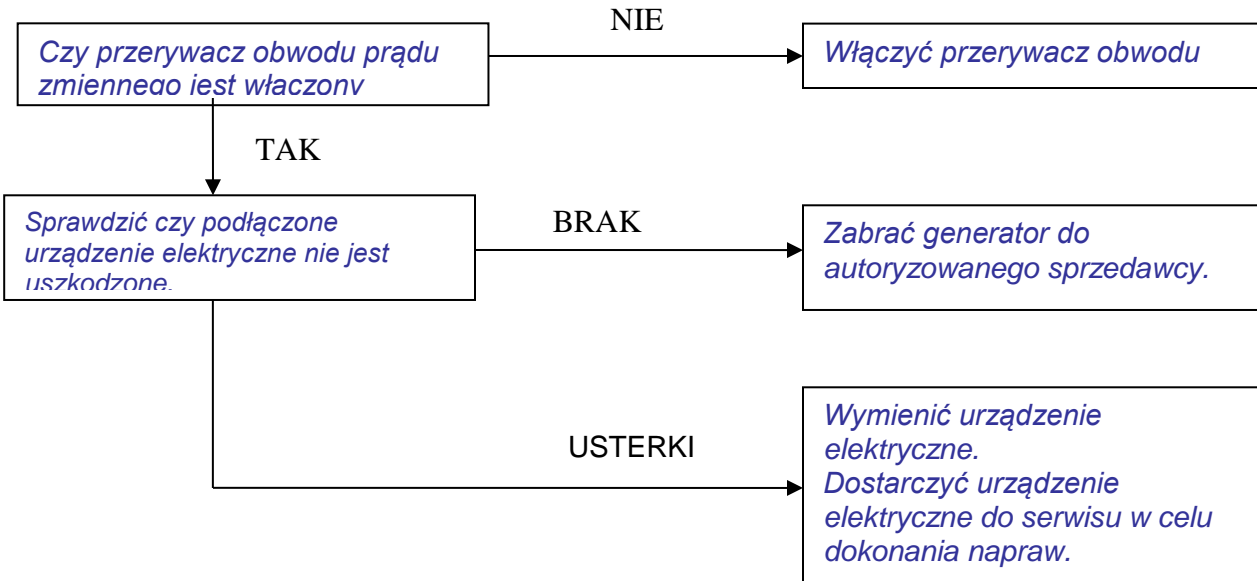 NIE
Czy przerywacz obwodu prądu
zmiennego jest włączony
Włączyć przerywacz obwodu
TAK
Sprawdzić czy podłączone
urządzenie elektryczne nie jest
uszkodzone.
BRAK
Zabrać generator do
autoryzowanego sprzedawcy.
USTERKI
Wymienić urządzenie
elektryczne.
Dostarczyć urządzenie
elektryczne do serwisu w celu
dokonania napraw.